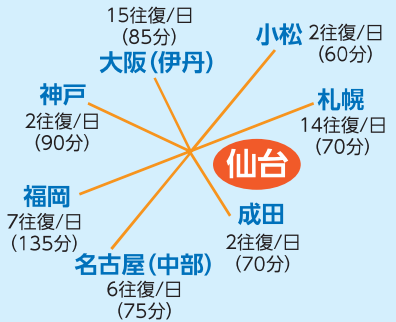 15往復/日
(85分)
大阪(伊丹)
小松
2往復/日
(60分)
神戸
2往復/日
(90分)
札幌
14往復/日
(70分)
仙台
福岡
7往復/日
(135分)
成田
2往復/日
(70分)
名古屋(中部)
6往復/日
(75分)